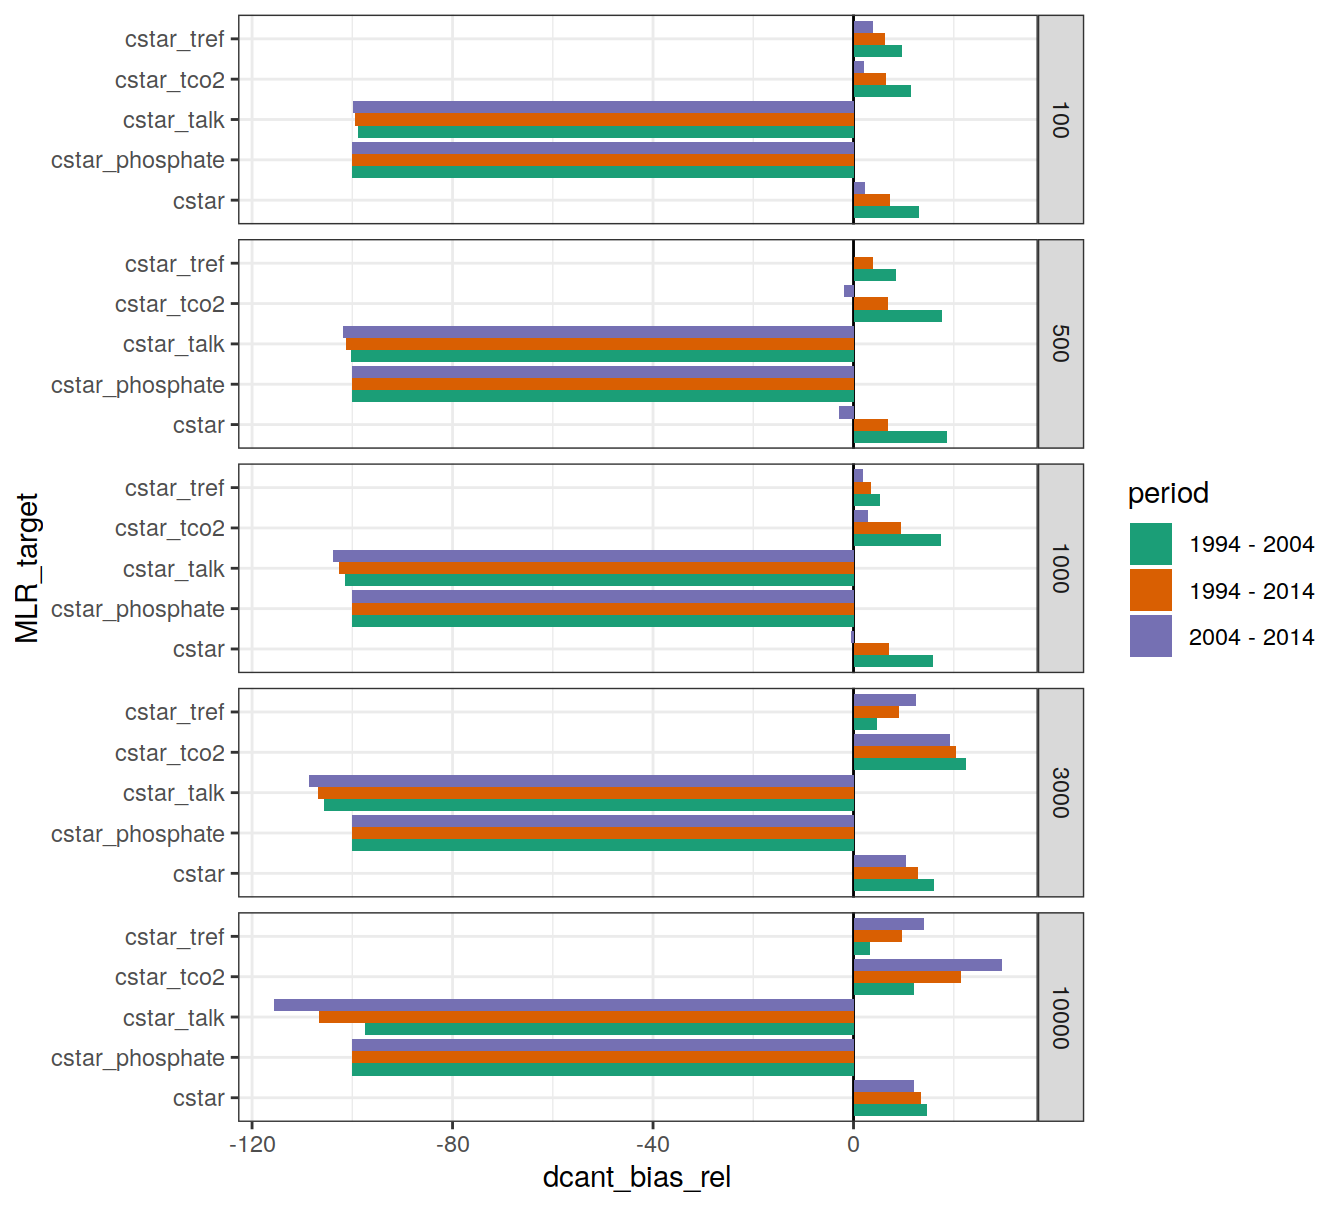 cstar_tref
cstar_tco2
cstar_talk
cstar_phosphate
cstar
100
cstar_tref
cstar_tco2
cstar_talk
cstar_phosphate
cstar
500
cstar_tref
cstar_tco2
cstar_talk
cstar_phosphate
cstar
1000
cstar_tref
cstar_tco2
cstar_talk
cstar_phosphate
cstar
3000
cstar_tref
cstar_tco2
cstar_talk
cstar_phosphate
cstar
10000
-120 -80 -40 0
dcant_bias_rel
MLR_target
period
1994 - 2004
1994 - 2014
2004 - 2014